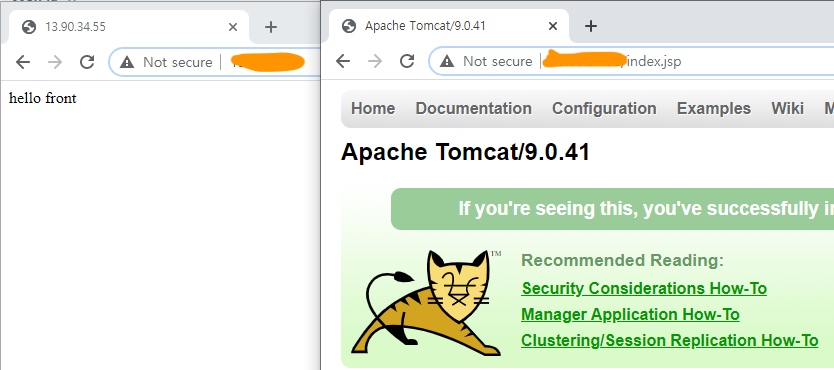 13.90.34.55
Not secure
hello front
Apache Tomcat/9.0.41
Not secure /index.jsp
Home Documentation Configuration Examples Wiki
Apache Tomcat/9.0.41
If you're seeing this, you've successfully
TM
Recommended Reading:
Security Considerations How-To
Manager Application How-To
Clustering/Session Replication How-To